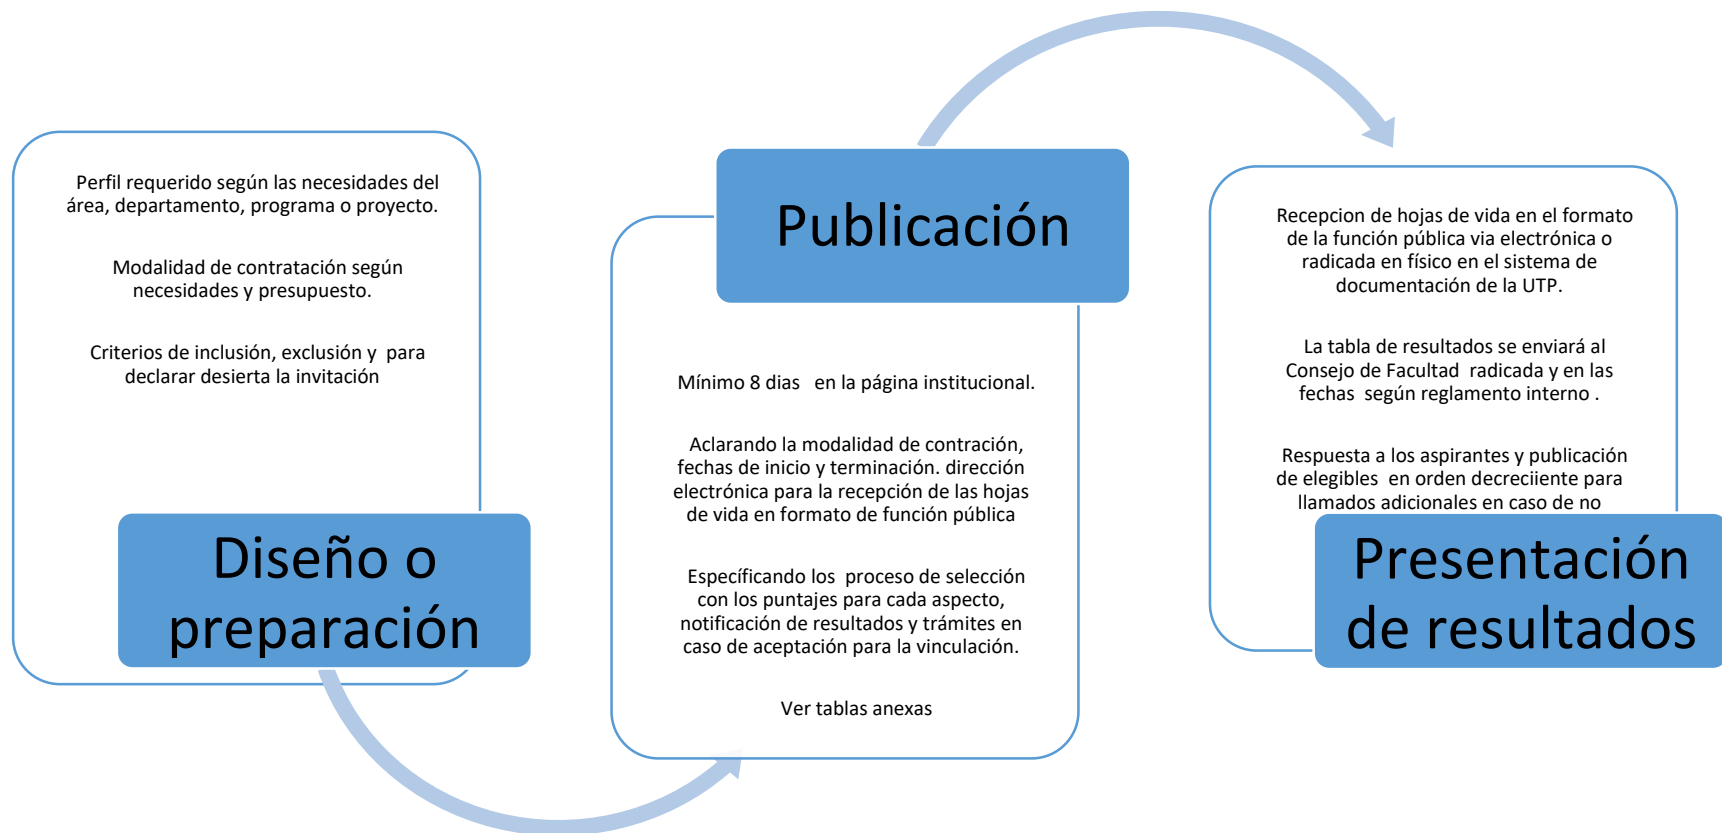 Perfil requerido según las necesidades del
área, departamento, programa o proyecto.
Modalidad de contratación según
necesidades y presupuesto.
Criterios de inclusión, exclusión y  para
declarar desierta la invitación
Diseño o
preparación
Publicación
Mínimo 8 dias   en la página institucional.
Aclarando la modalidad de contración,
fechas de inicio y terminación. dirección
electrónica para la recepción de las hojas
de vida en formato de función pública
Específicando los  proceso de selección
con los puntajes para cada aspecto,
notificación de resultados y trámites en
caso de aceptación para la vinculación.
Ver tablas anexas
Recepcion de hojas de vida en el formato
de la función pública via electrónica o
radicada en físico en el sistema de
documentación de la UTP.
La tabla de resultados se enviará al
Consejo de Facultad  radicada y en las
fechas  según reglamento interno .
Respuesta a los aspirantes y publicación
de elegibles  en orden decreciiente para
llamados adicionales en caso de no
Presentación
de resultados